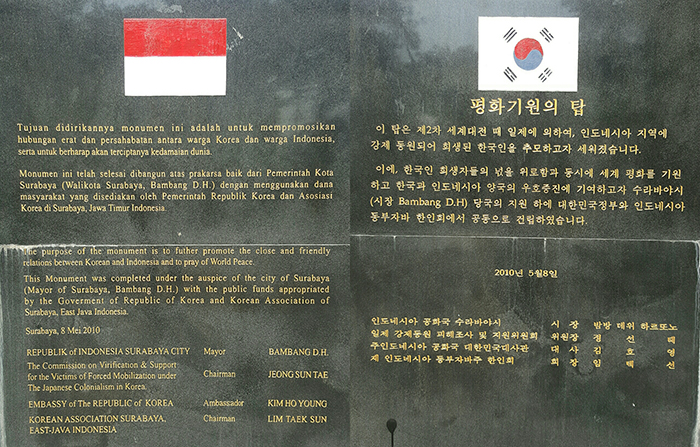 Tujuan didirikannya monumen ini adalah untuk mempromosikan
hubungan erat dan persahabatan antara warga Korea dan warga Indonesia,
serta untuk berharap akan terciptanya kedamaian dunia.
Monumen ini telah selesai dibangun atas prakarsa baik dari Pemerintah Kota
Surabaya (Walikota Surabaya, Bambang D.H.) dengan menggunakan dana
masyarakat yang disediakan oleh Pemerintah Republik Korea dan Asosiasi
Korea di Surabaya, Jawa Timur Indonesia.
The purpose of the monument is to futher promote the close and friendly
relations between Korean and Indonesia and to pray of World Peace.
This Monument was completed under the auspice of the city of Surabaya
(Mayor of Surabaya, Bambang D.H.) with the public funds appropriated
by the Goverment of Republic of Korea and Korean Association of
Surabaya, East Java Indonesia.
Surabaya, 8 Mei 2010
REPUBLIK of INDONESIA SURABAYA CITY Mayor BAMBANG D.H.
The Commission on Virification & Support
for the Victims of Forced Mobilization under Chairman JEONG SUN TAE
The Japanese Colonialism in Korea.
EMBASSY of The REPUBLIC of KOREA Ambassador KIM HO YOUNG
KOREAN ASSOCIATION SURABAYA, Chairman LIM TAEK SUN
EAST-JAVA INDONESIA
평화기원의 탑
이 탑은 제2차 세계대전 때 일제에 의하여, 인도네시아 지역에
강제 동원되어 희생된 한국인을 추모하고자 세워졌습니다.
이에, 한국인 희생자들의 넋을 위로함과 동시에 세계 평화를 기원
하고 한국과 인도네시아 양국의 우호증진에 기여하고자 수라바야시
(시장 Bambang D.H) 당국의 지원 하에 대한민국정부와 인도네시아
동부자바 한인회에서 공동으로 건립하였습니다.
2010년 5월8일
인도네시아 공화국 수라바야시 시 장 밤방 데위 하르또노
일제 강제동원 피해조사 및 지원위원회 위원장 정 선 태
주인도네시아 공화국 대한민국대사관 대 사 김 호 영
제 인도네시아 동부자바주 한인회 회 장 임 택 선